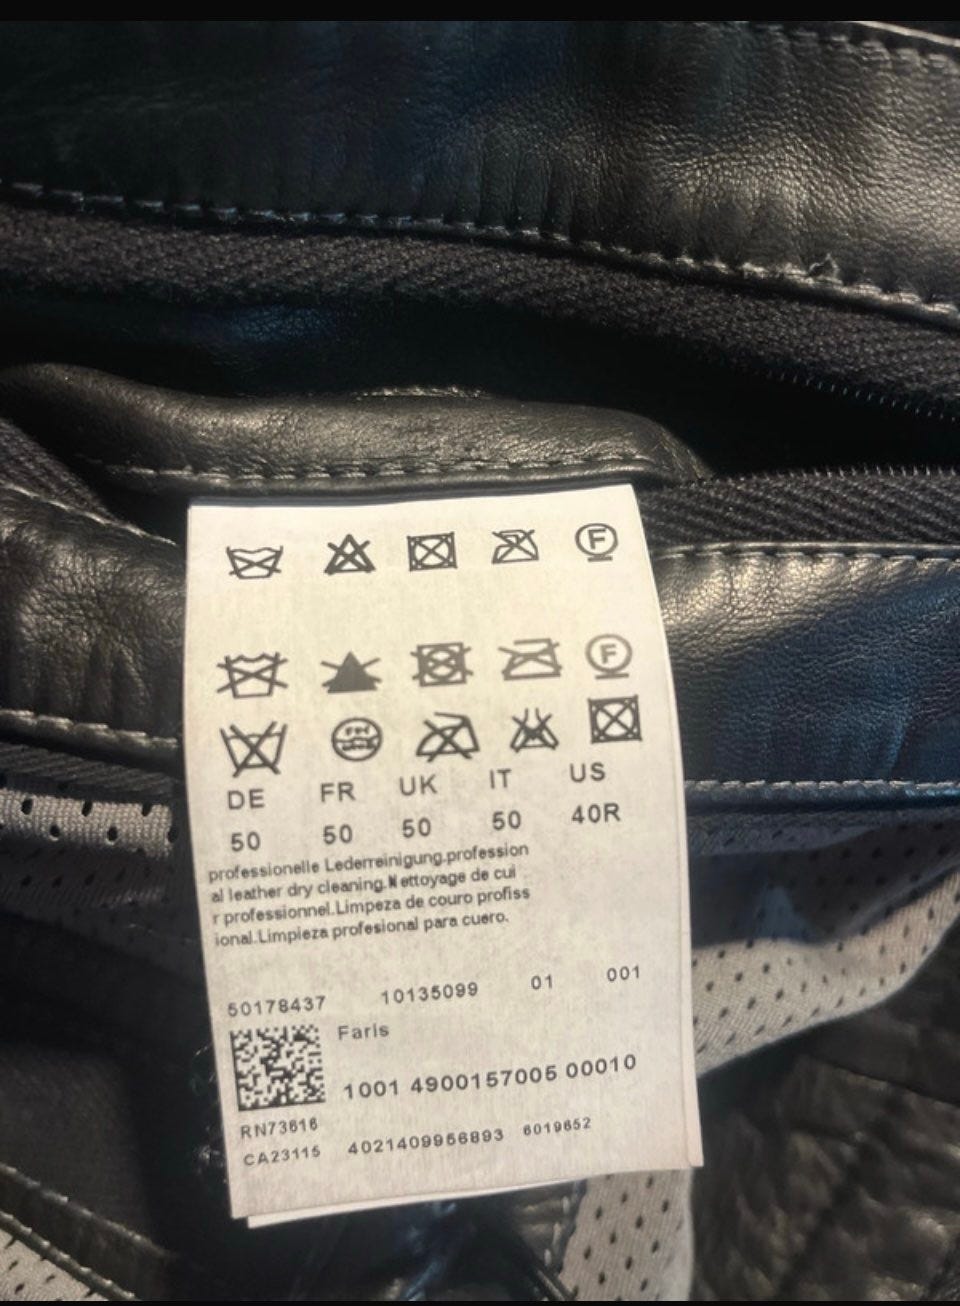 F
F
DE FR UK IT US
50 50 50 50 40R
professionelle Lederreinigung.profession
al leather dry cleaning.Nettoyage de cui
r professionnel.Limpeza de couro profiss
ional.Limpieza profesional para cuero.
50178437 10135099 01 001
Faris
1001 4900157005 00010
RN73616
CA23115 4021409956893 6019652